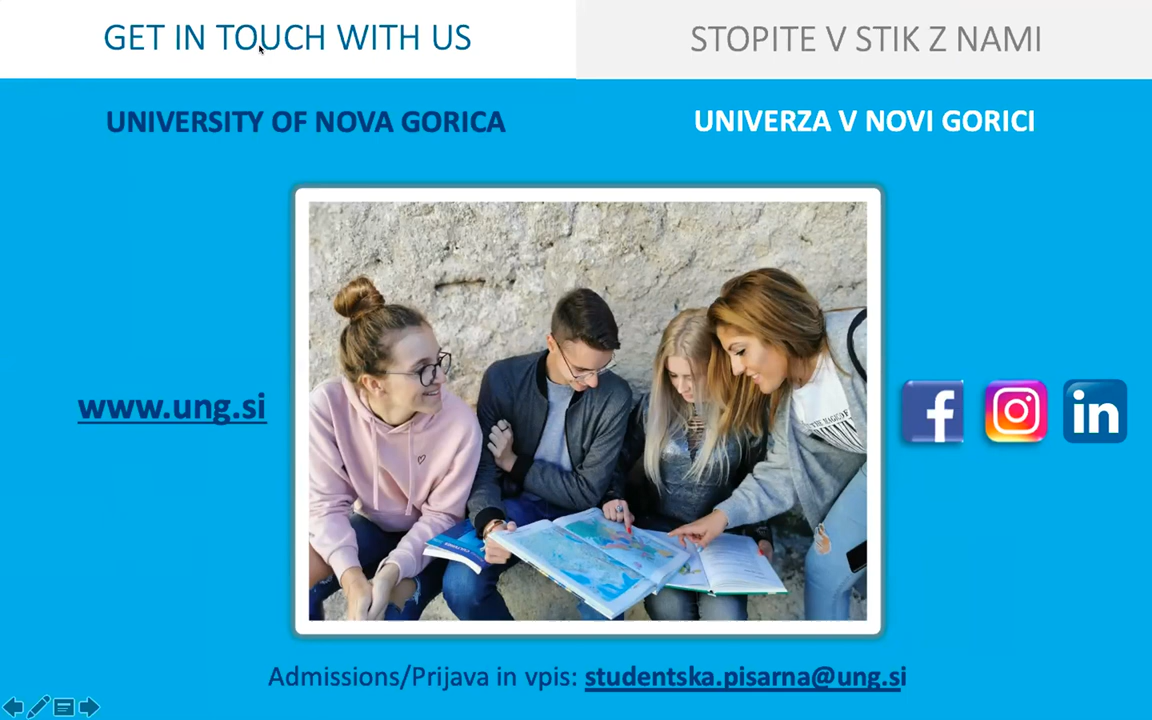 GET IN TOUCH WITH US
STOPITE V STIK Z NAMI
UNIVERSITY OF NOVA GORICA
UNIVERZA V NOVI GORICI
www.ung.si
f
in
Admissions/Prijava in vpis: studentska.pisarna@ung.si